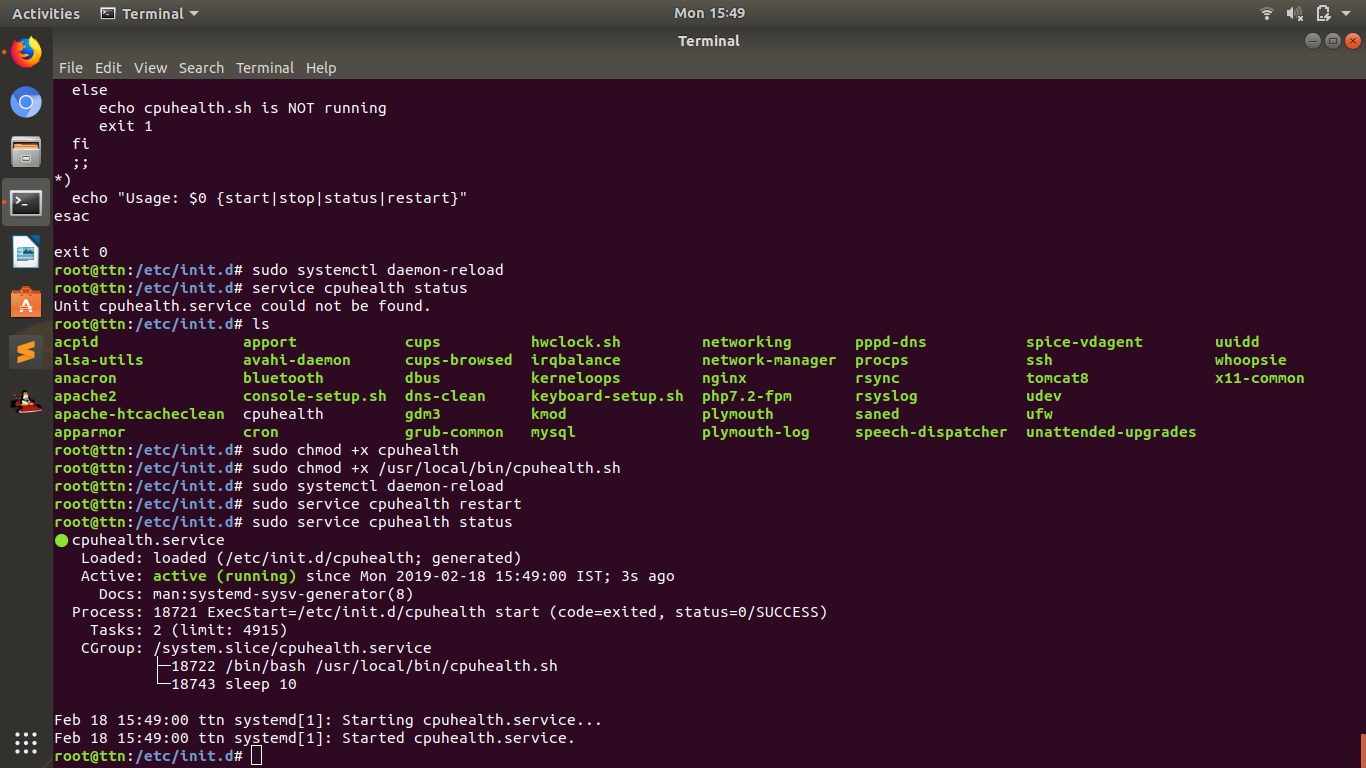 Activities Terminal Mon 15:49
Terminal
File Edit View Search Terminal Help
  else
     echo cpuhealth.sh is NOT running
     exit 1
  fi
  ;;
*)
  echo "Usage: $0 {start|stop|status|restart}"
esac

exit 0
root@ttn:/etc/init.d# sudo systemctl daemon-reload
root@ttn:/etc/init.d# service cpuhealth status
Unit cpuhealth.service could not be found.
root@ttn:/etc/init.d# ls
acpid apport cups hwclock.sh networking pppd-dns spice-vdagent uuidd
alsa-utils avahi-daemon cups-browsed irqbalance network-manager procps ssh whoopsie
anacron bluetooth dbus kerneloops nginx rsync tomcat8 x11-common
apache2 console-setup.sh dns-clean keyboard-setup.sh php7.2-fpm rsyslog udev
apache-htcacheclean cpuhealth gdm3 kmod plymouth saned ufw
apparmor cron grub-common mysql plymouth-log speech-dispatcher unattended-upgrades
root@ttn:/etc/init.d# sudo chmod +x cpuhealth
root@ttn:/etc/init.d# sudo chmod +x /usr/local/bin/cpuhealth.sh
root@ttn:/etc/init.d# sudo systemctl daemon-reload
root@ttn:/etc/init.d# sudo service cpuhealth restart
root@ttn:/etc/init.d# sudo service cpuhealth status
● cpuhealth.service
   Loaded: loaded (/etc/init.d/cpuhealth; generated)
   Active: active (running) since Mon 2019-02-18 15:49:00 IST; 3s ago
     Docs: man:systemd-sysv-generator(8)
  Process: 18721 ExecStart=/etc/init.d/cpuhealth start (code=exited, status=0/SUCCESS)
    Tasks: 2 (limit: 4915)
   CGroup: /system.slice/cpuhealth.service
           ├─18722 /bin/bash /usr/local/bin/cpuhealth.sh
           └─18743 sleep 10

Feb 18 15:49:00 ttn systemd[1]: Starting cpuhealth.service...
Feb 18 15:49:00 ttn systemd[1]: Started cpuhealth.service.
root@ttn:/etc/init.d#